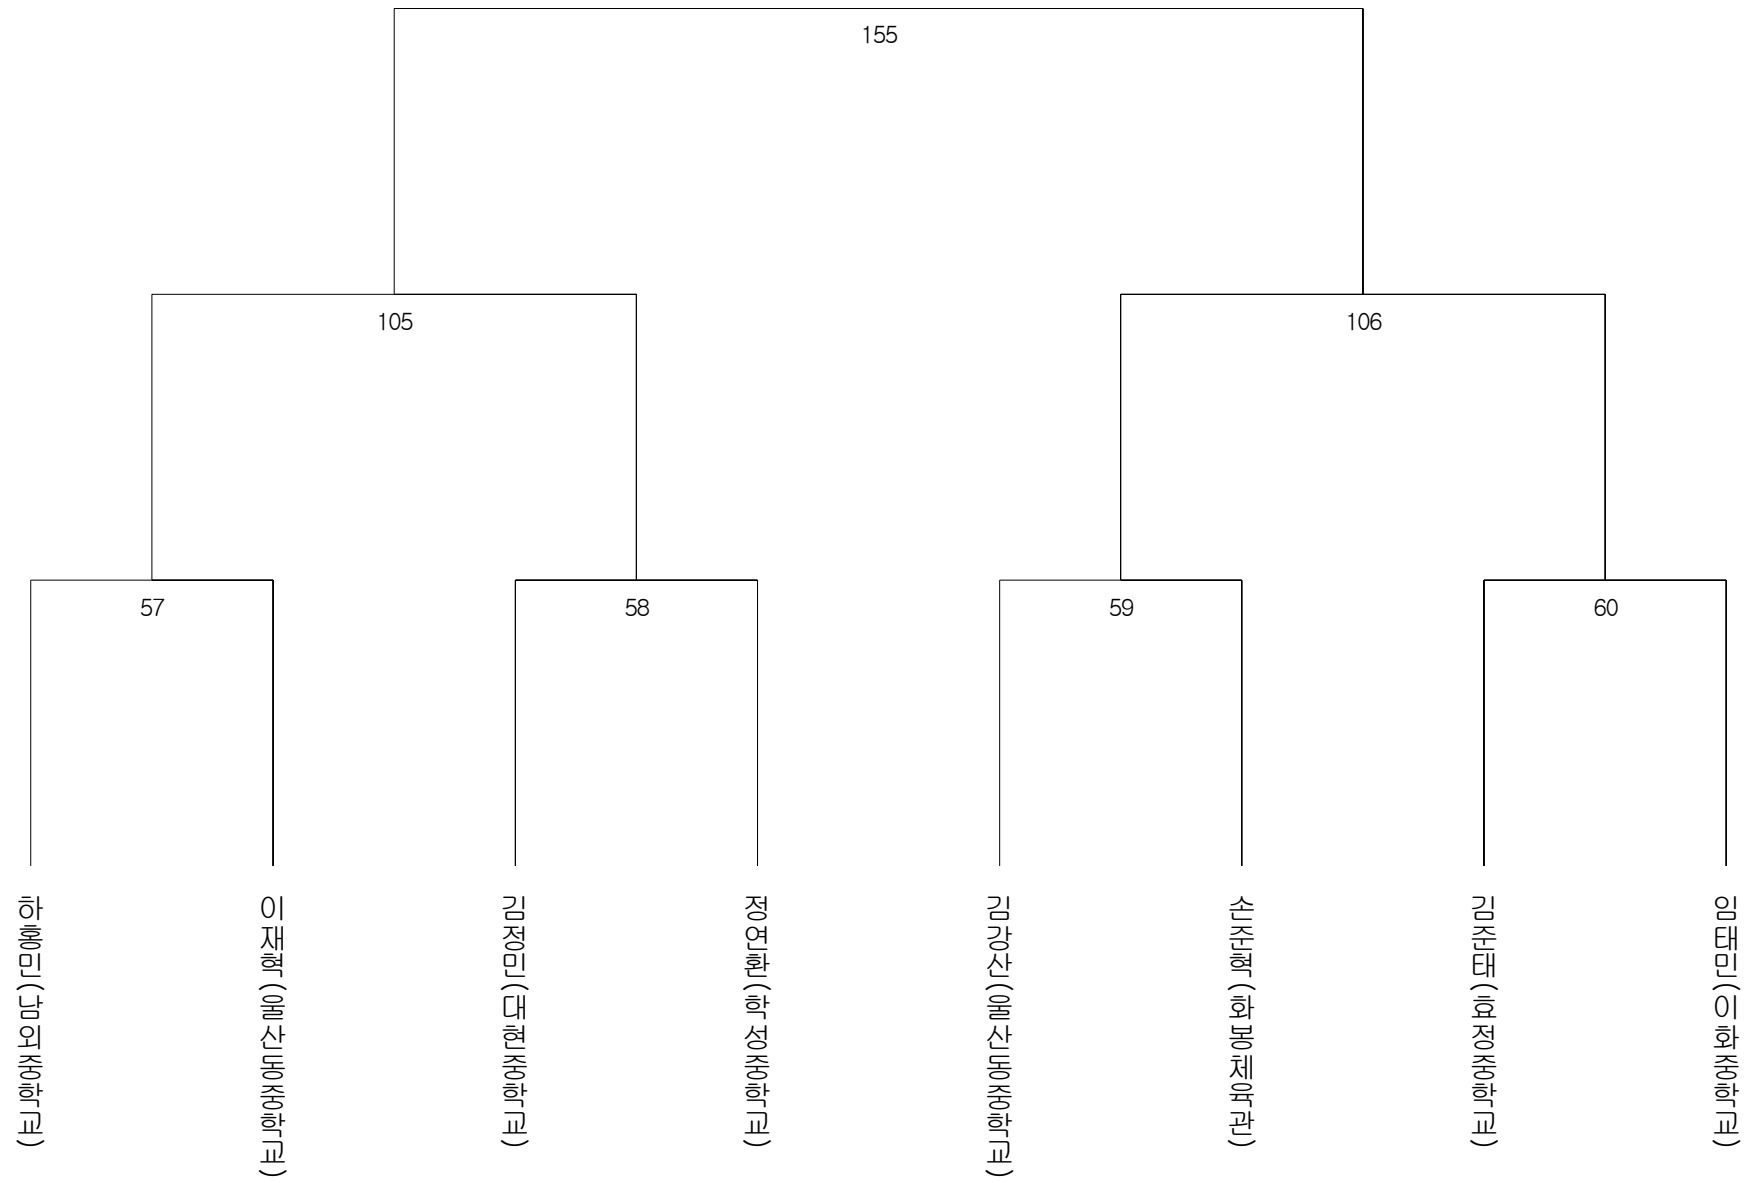 155
105
106
57
58
59
60
하홍민(남외중학교)
이재혁(울산동중학교)
김정민(대현중학교)
정연환(학성중학교)
김강산(울산동중학교)
손준혁(화봉체육관)
김준태(효정중학교)
임태민(이화중학교)